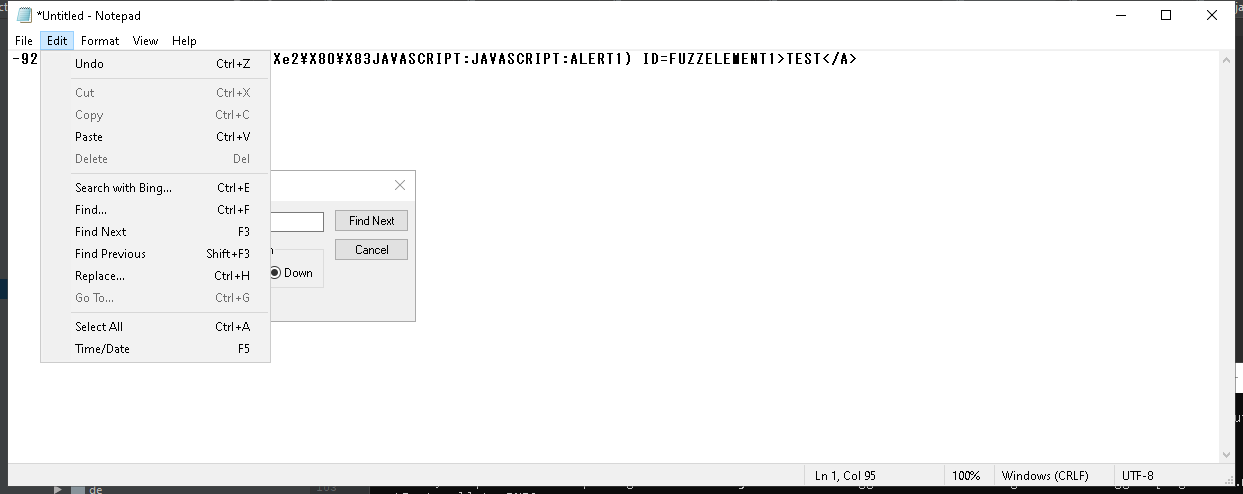 *Untitled - Notepad
File Edit Format View Help
-92 Xe2¥X80¥X83JAVASCRIPT:JAVASCRIPT:ALERT1) ID=FUZZELEMENT1>TEST</A>
Undo Ctrl+Z
Cut Ctrl+X
Copy Ctrl+C
Paste Ctrl+V
Delete Del
Search with Bing... Ctrl+E
Find... Ctrl+F
Find Next F3
Find Previous Shift+F3
Replace... Ctrl+H
Go To... Ctrl+G
Select All Ctrl+A
Time/Date F5
Find Next
Cancel
Down
Ln 1, Col 95 100% Windows (CRLF) UTF-8
de